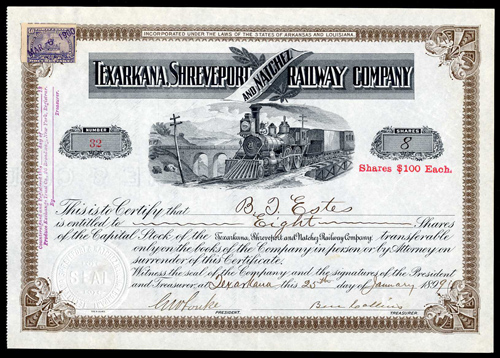 INCORPORATED UNDER THE LAWS OF THE STATES OF ARKANSAS AND LOUISIANA.
MAR 19 1900
TEXARKANA, SHREVEPORT AND NATCHEZ RAILWAY COMPANY
NUMBER
32
SHARES
8
Shares $100 Each.
This is to Certify that B. J. Estes
is entitled to Eight Shares
of the Capital Stock of the Texarkana, Shreveport and Natchez Railway Company, transferable
only on the books of the Company in person or by Attorney on
surrender of this Certificate.
Witness the seal of the Company and the signatures of the President
and Treasurer, at Texarkana this 25th day of January 1899
PRESIDENT. TREASURER.
SEAL
Treasurer.